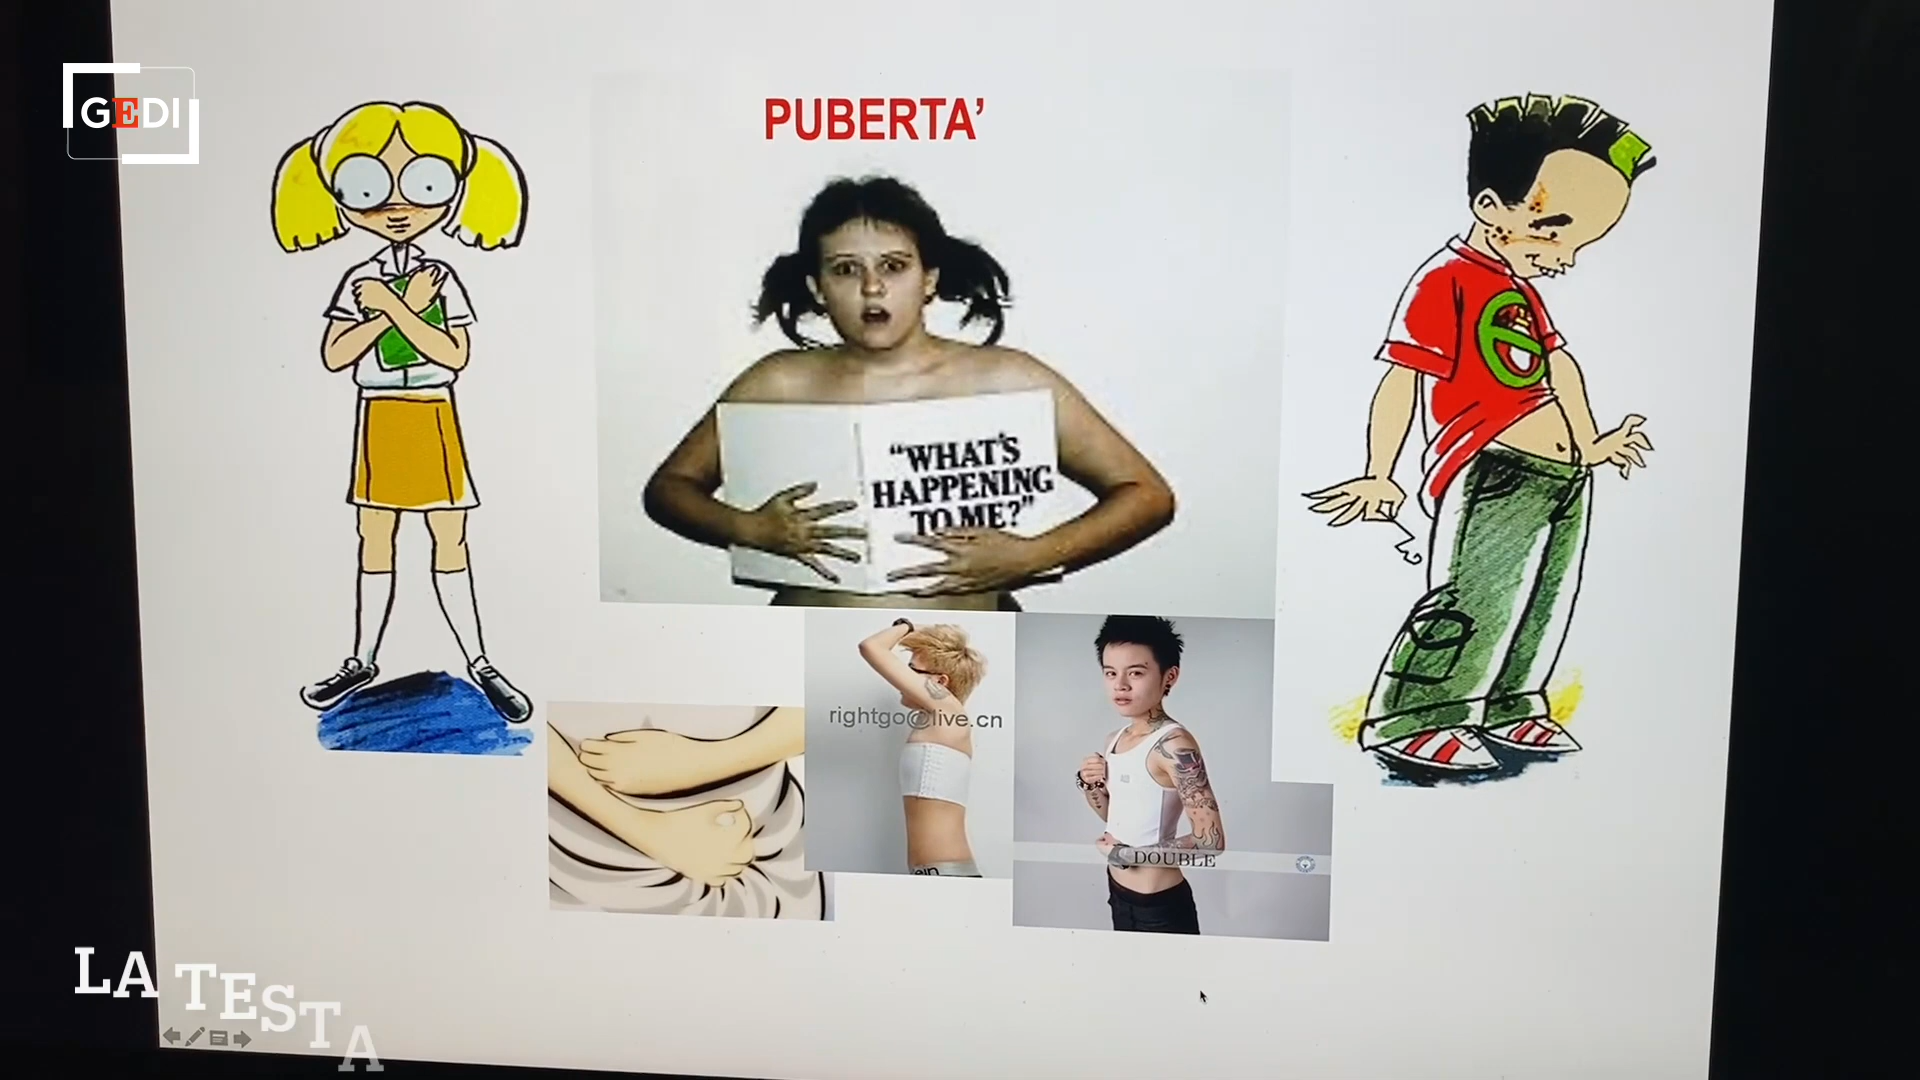 GEDI
PUBERTA'
“WHAT'S
HAPPENING
TO ME?”
rightgo@live.cn
DOUBLE
LA TESTA